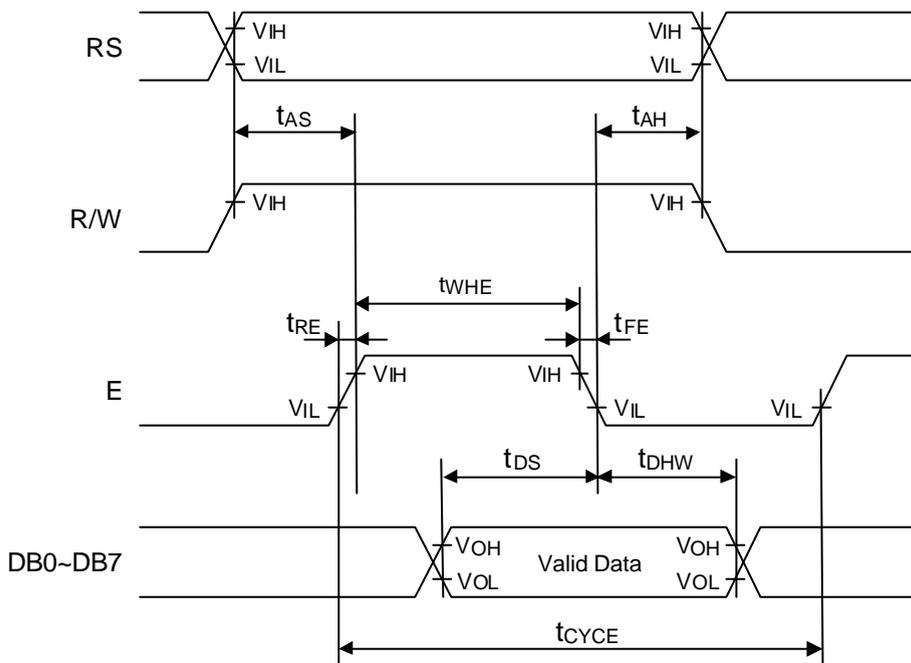 VIH VIH
RS
VIL VIL
tAS tAH
R/W VIH VIH
tWHE
tRE tFE
VIH VIH
E
VIL VIL VIL
tDS tDHW
VOH VOH
DB0~DB7 Valid Data
VOL VOL
tCYCE